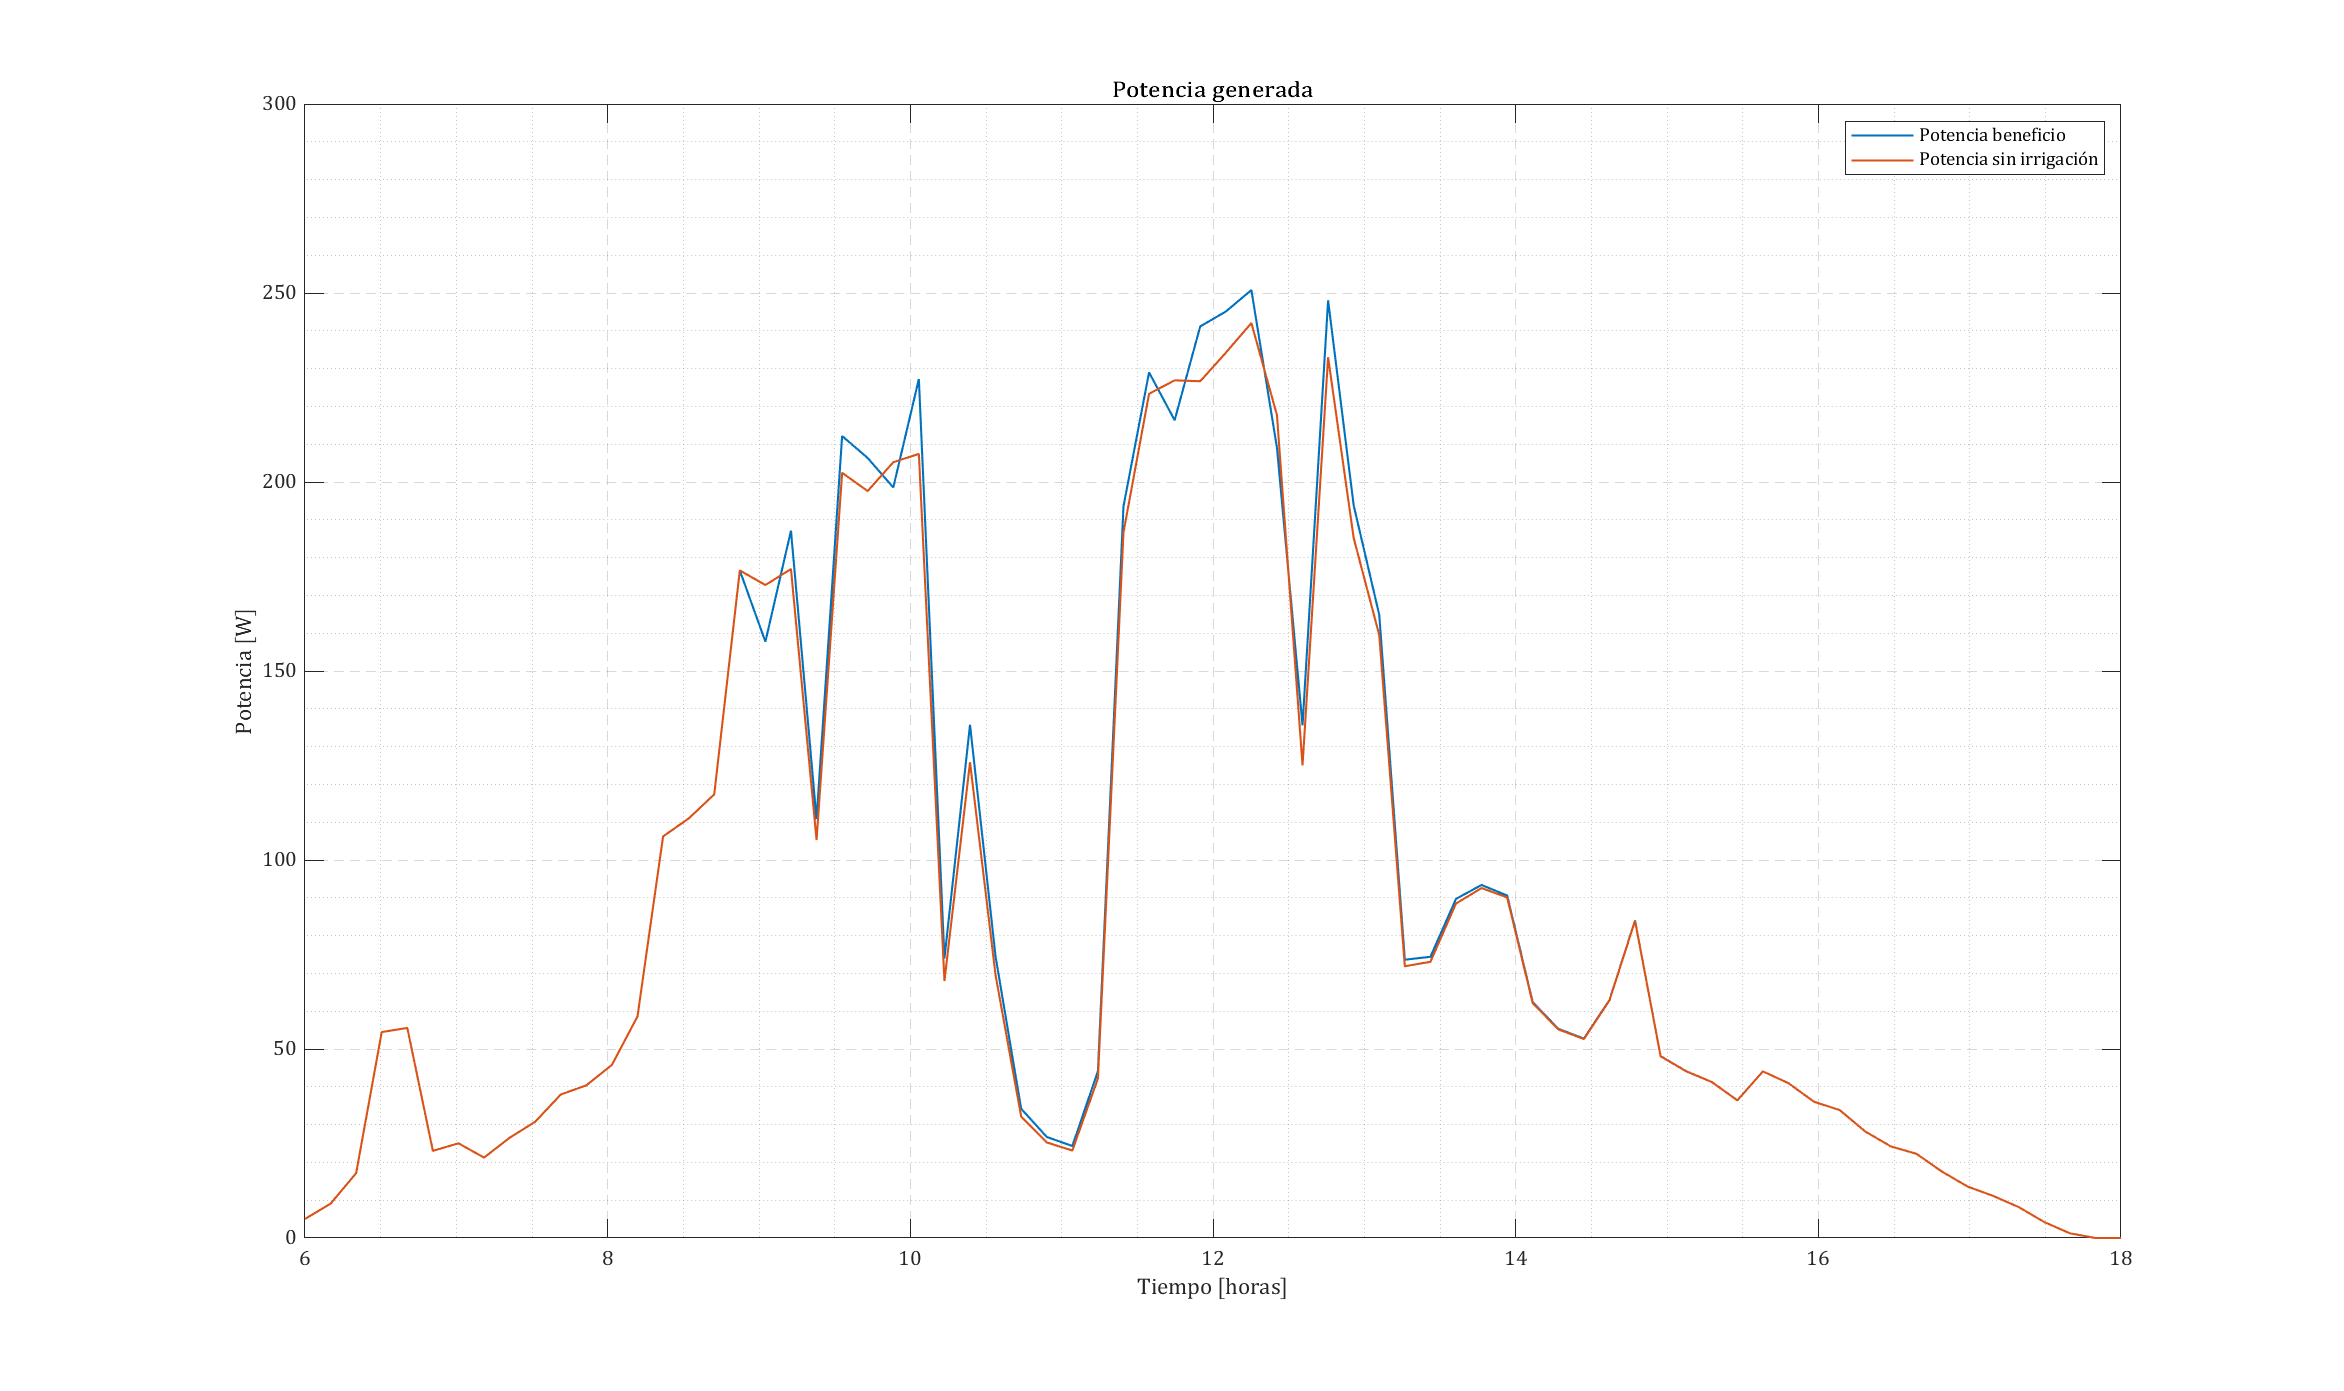 Potencia generada
300
250
200
150
100
50
0
Potencia [W]
Potencia beneficio
Potencia sin irrigación
6 8 10 12 14 16 18
Tiempo [horas]